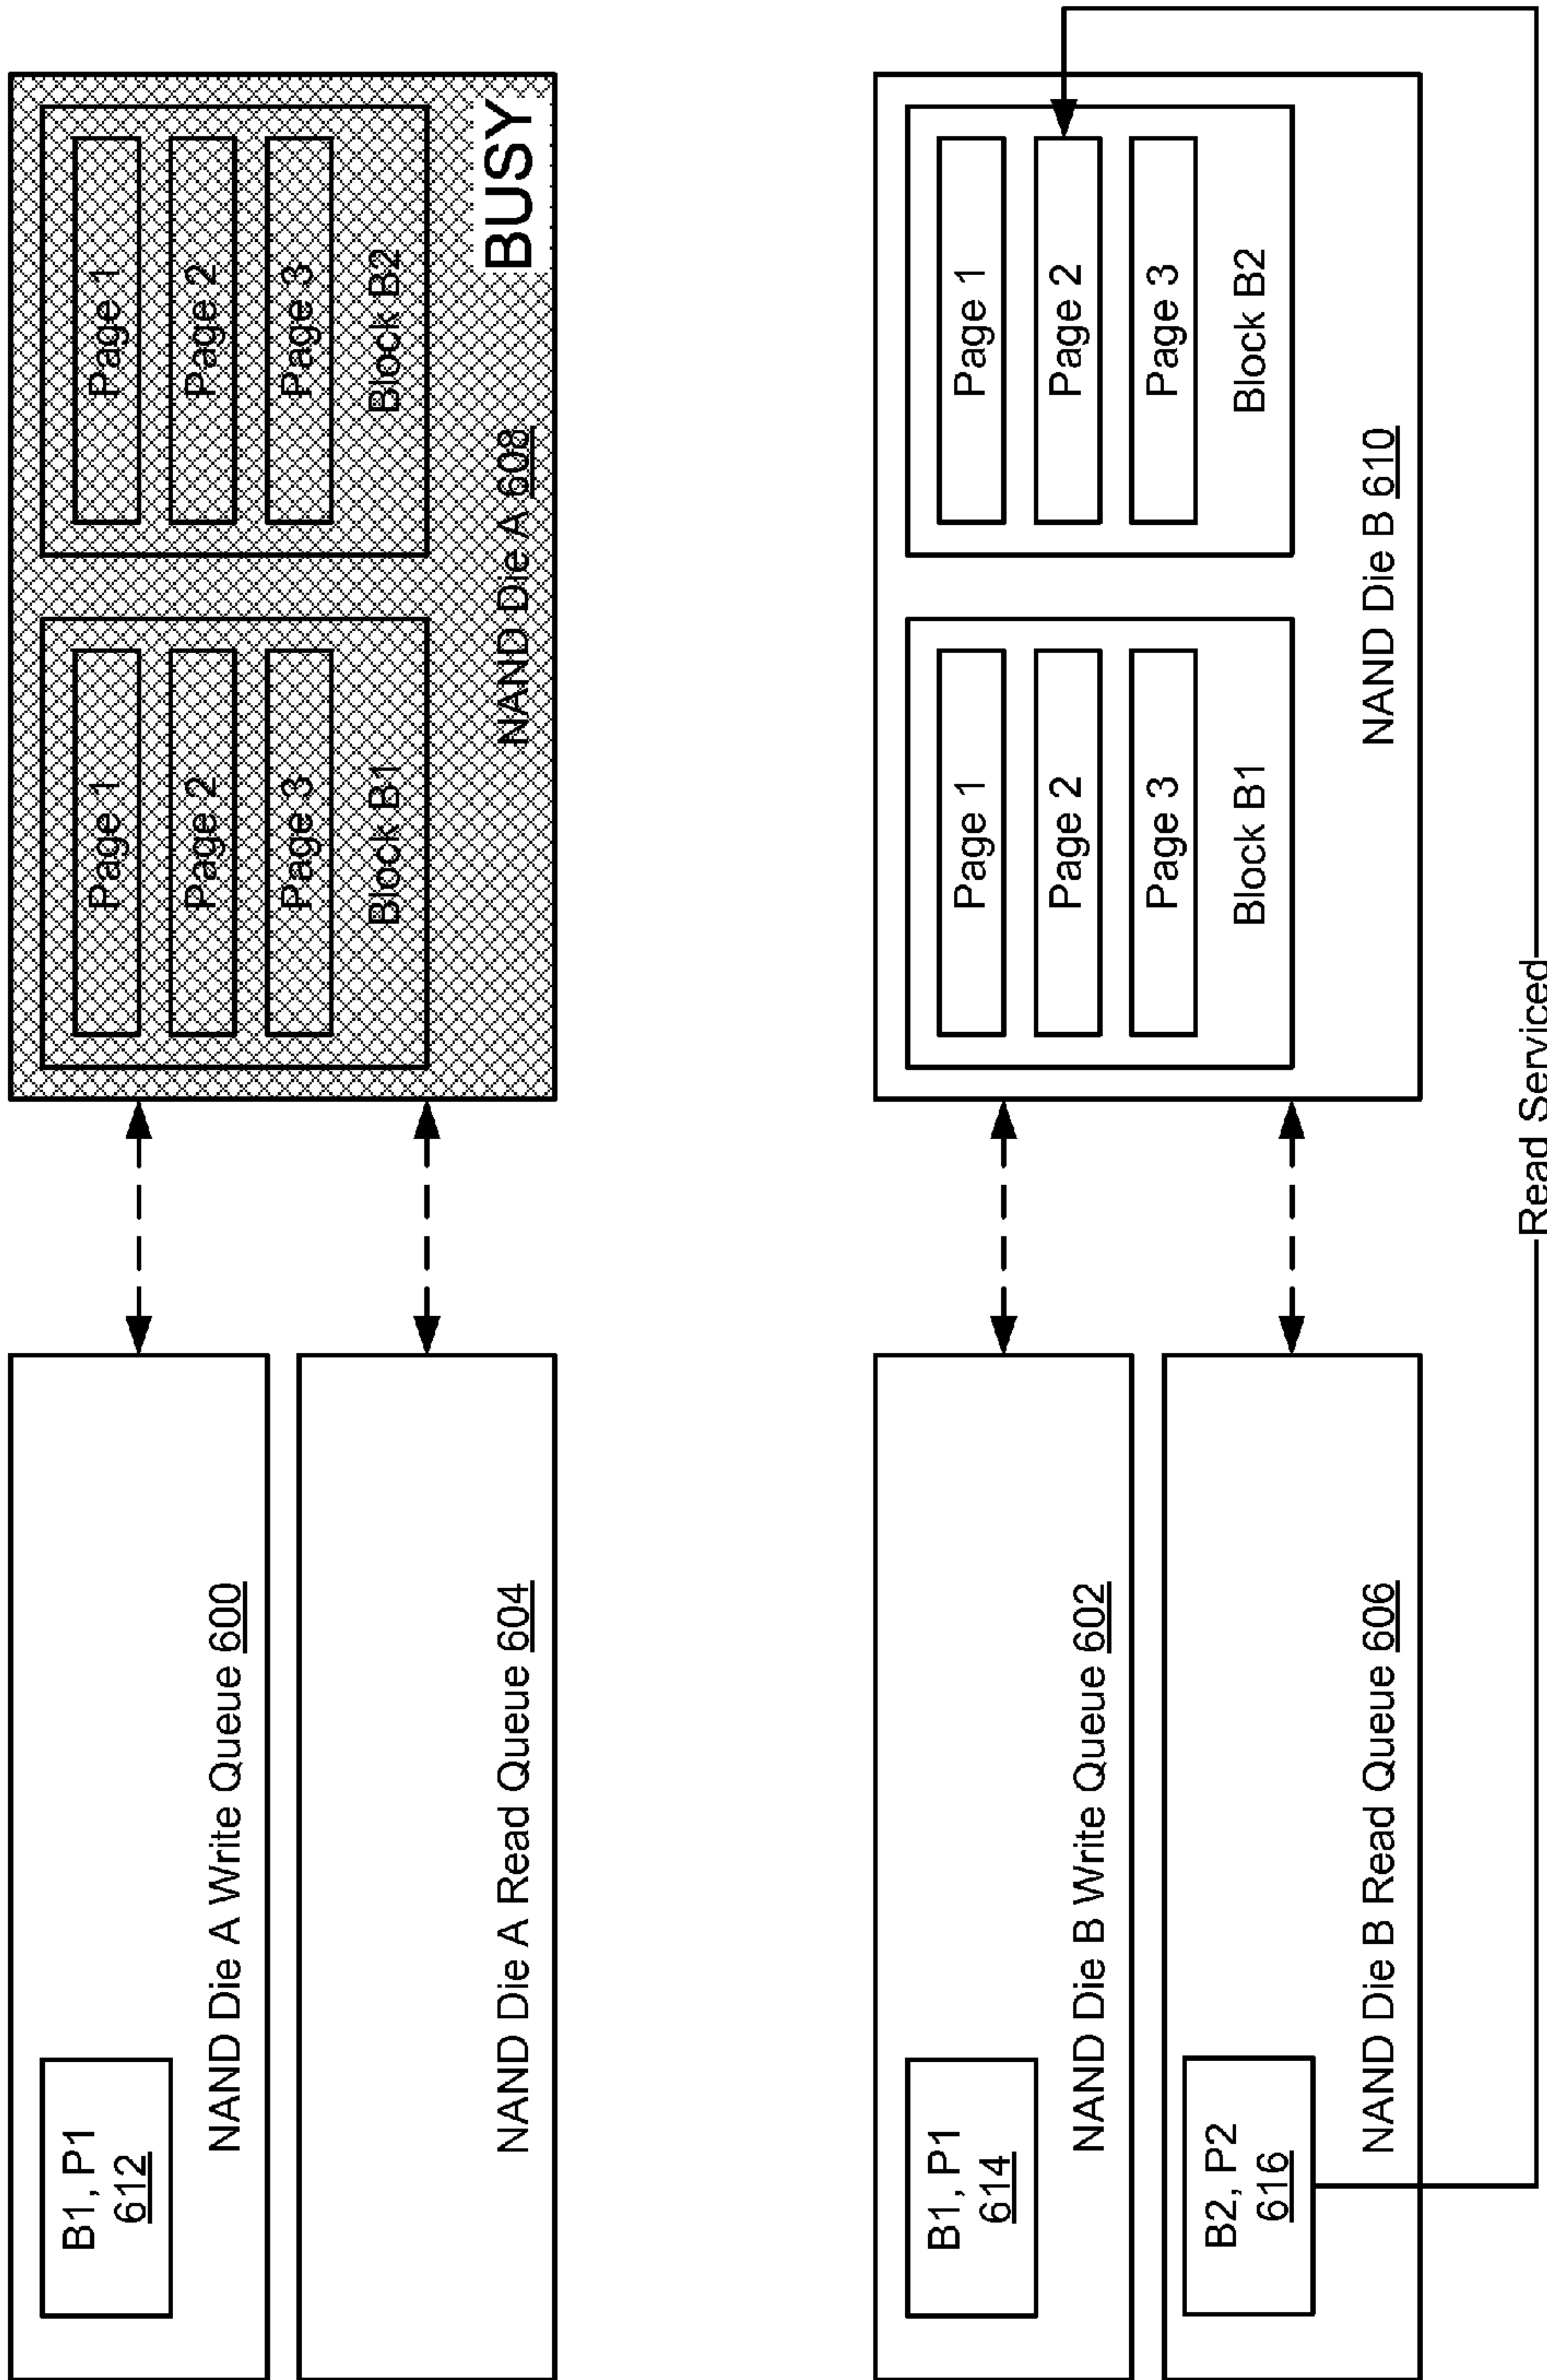 B1, P1
612
NAND Die A Write Queue 600
NAND Die A Read Queue 604
Page 1
Page 2
Page 3
Block B1
Page 1
Page 2
Page 3
Block B2
NAND Die A 608
BUSY
B1, P1
614
NAND Die B Write Queue 602
B2, P2
616
NAND Die B Read Queue 606
Page 1
Page 2
Page 3
Block B1
Page 1
Page 2
Page 3
Block B2
NAND Die B 610
Read Serviced